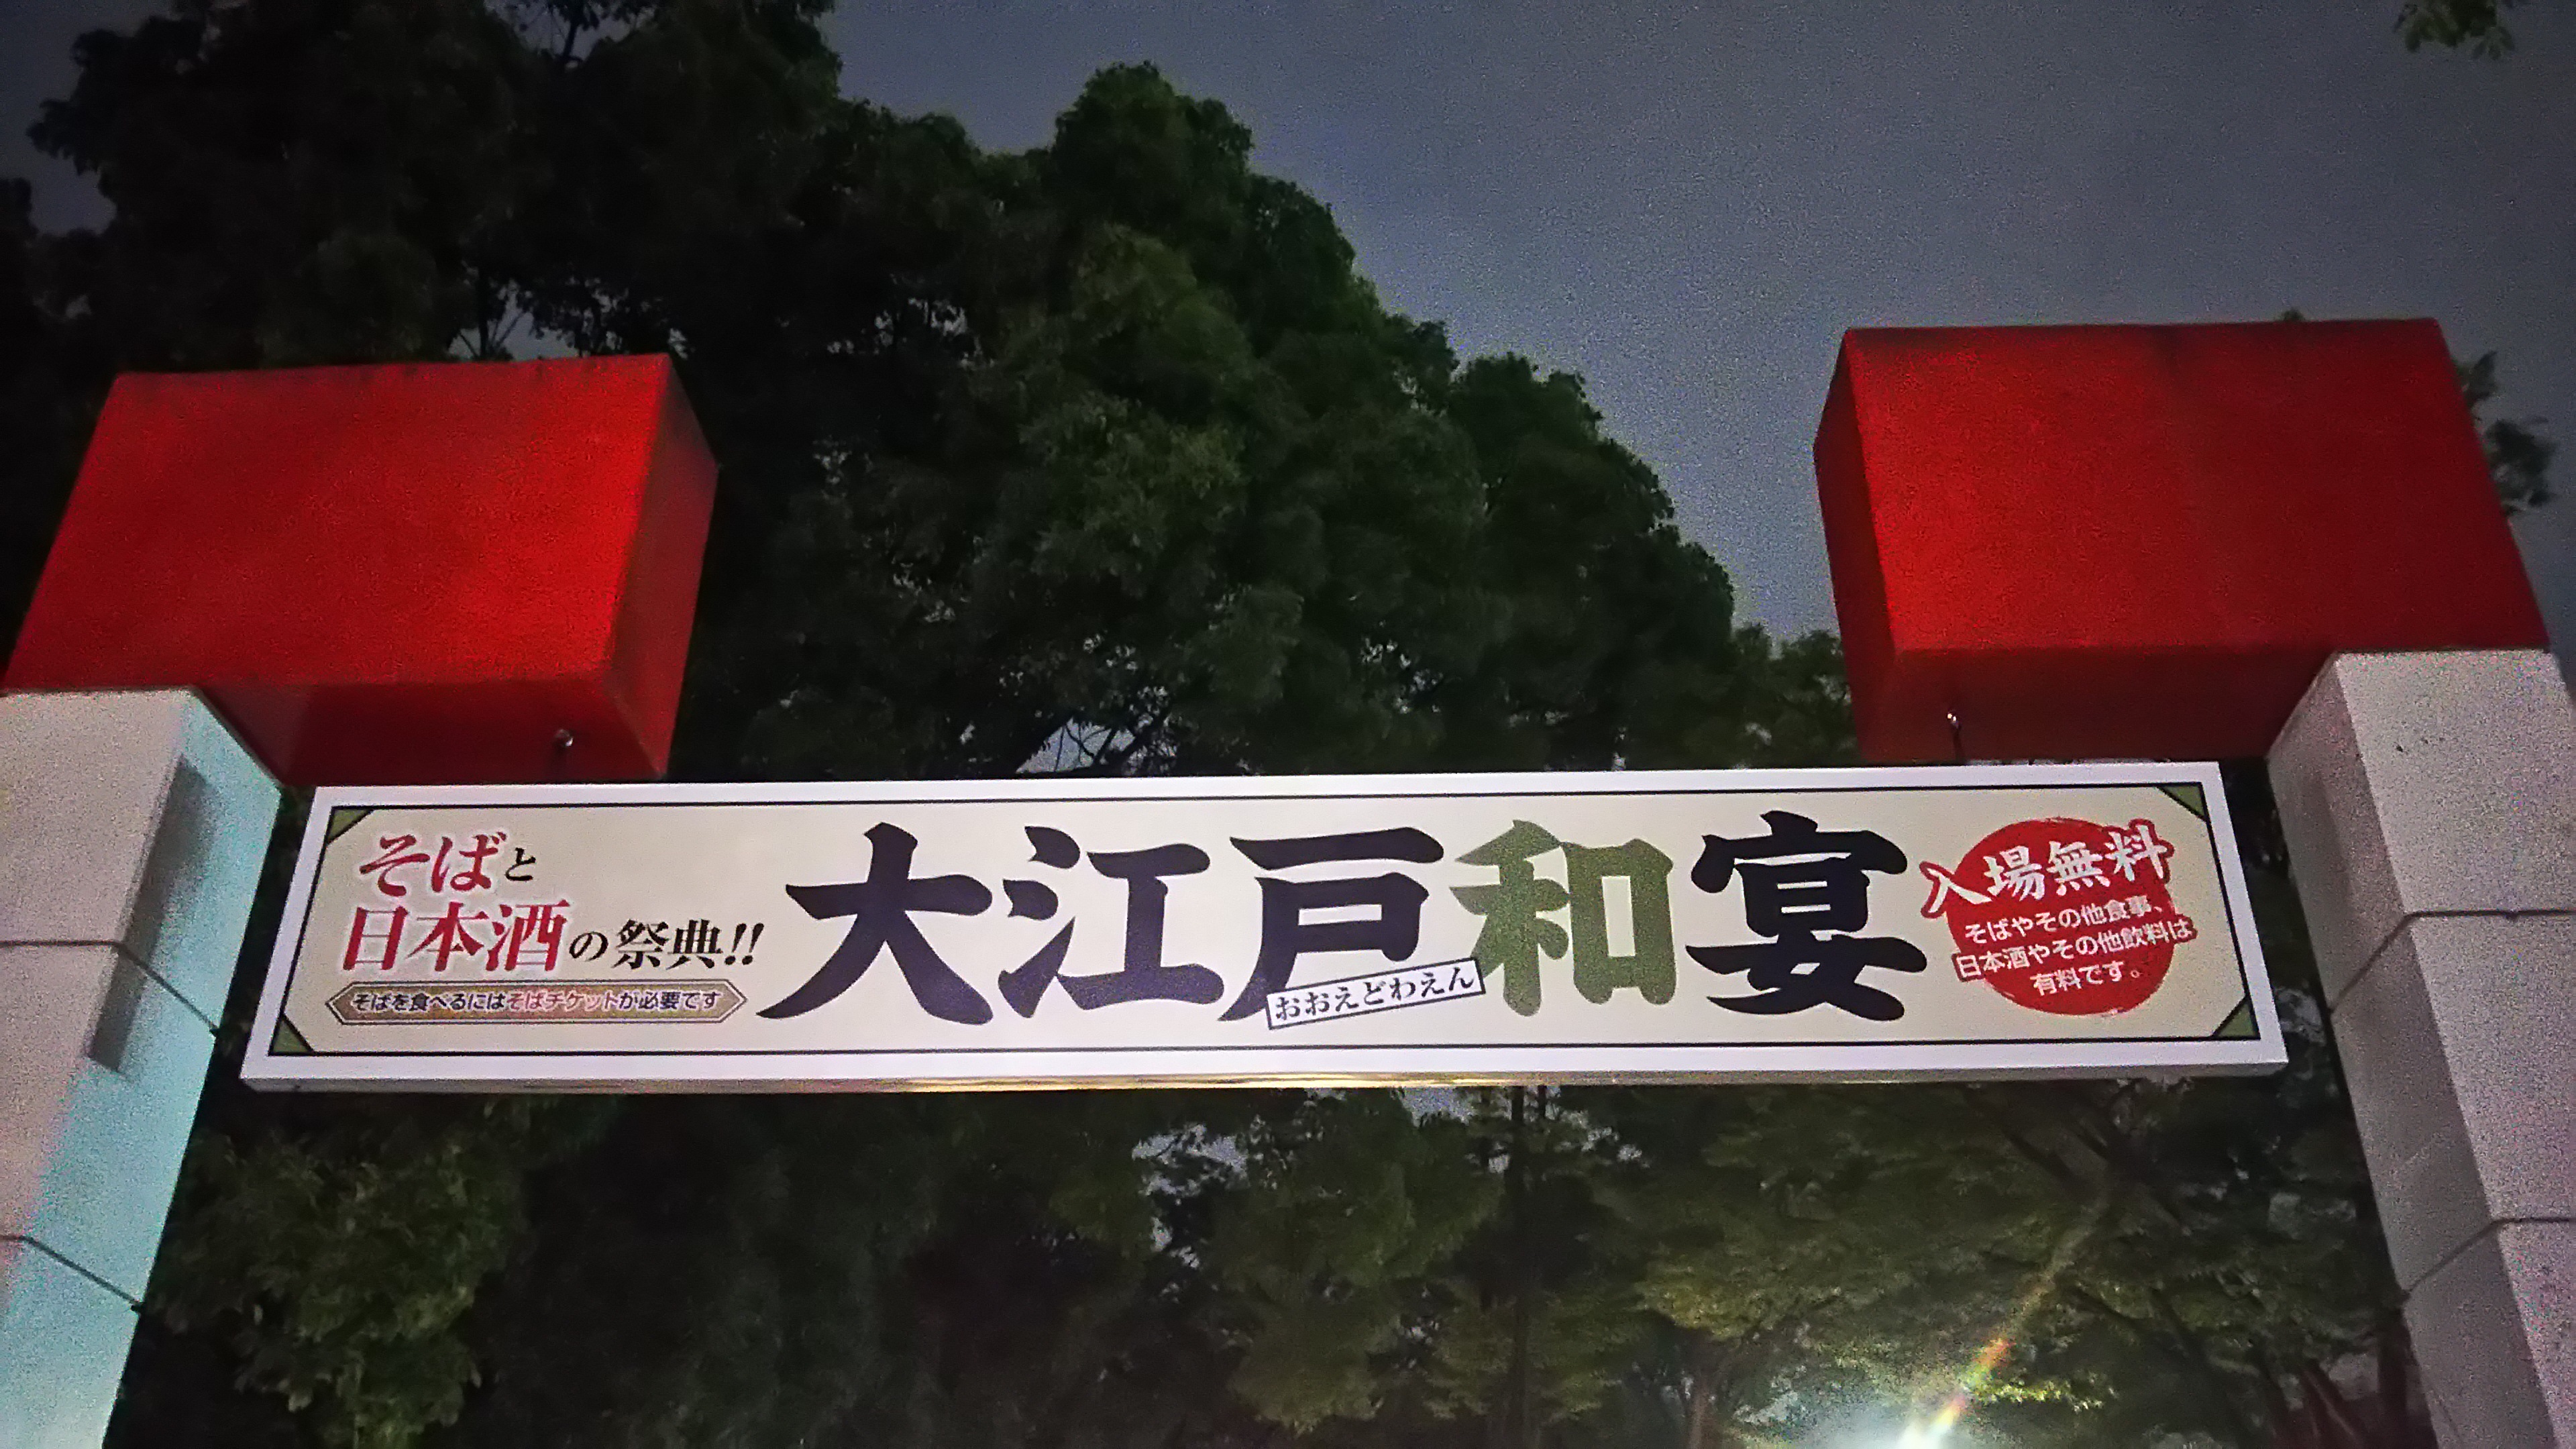 そばと
日本酒の祭典!!
そばを食べるにはそばチケットが必要です
大江戸和宴
おおえどわえん
入場無料
そばやその他食事、
日本酒やその他飲料は
有料です。